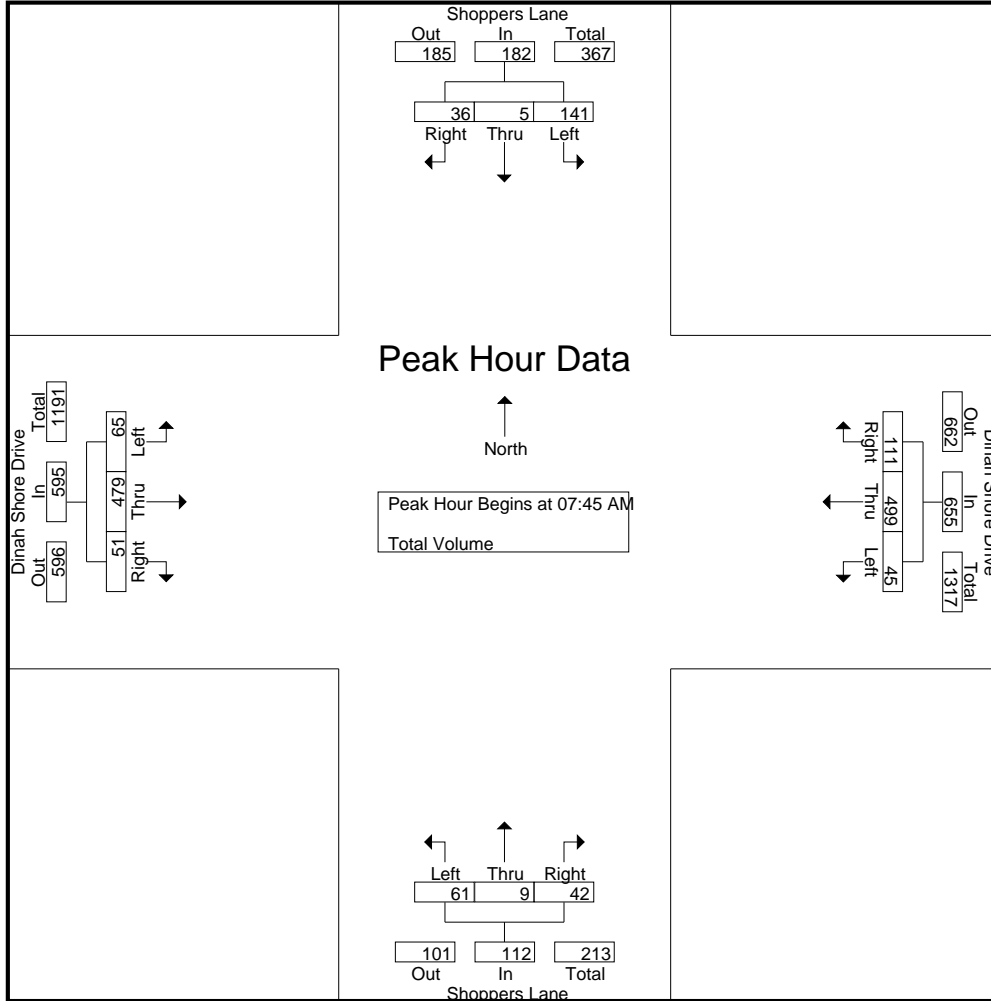 Shoppers Lane
Out In Total
185 182 367
36 5 141
Right Thru Left
Peak Hour Data
North
Peak Hour Begins at 07:45 AM
Total Volume
Dinah Shore Drive
Out In Total
596 595 1191
65 479 51
Left Thru Right
Dinah Shore Drive
Out In Total
662 655 1317
111 499 45
Right Thru Left
Left Thru Right
61 9 42
101 112 213
Out In Total
Shoppers Lane